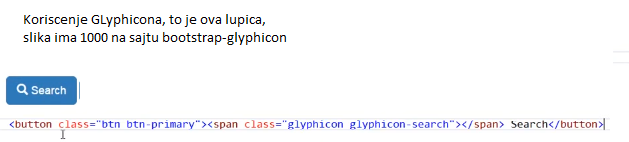 Koriscenje GLyphicona, to je ova lupica,
slika ima 1000 na sajtu bootstrap-glyphicon
Search
<button class="btn btn-primary"><span class="glyphicon glyphicon-search"></span> Search</button>